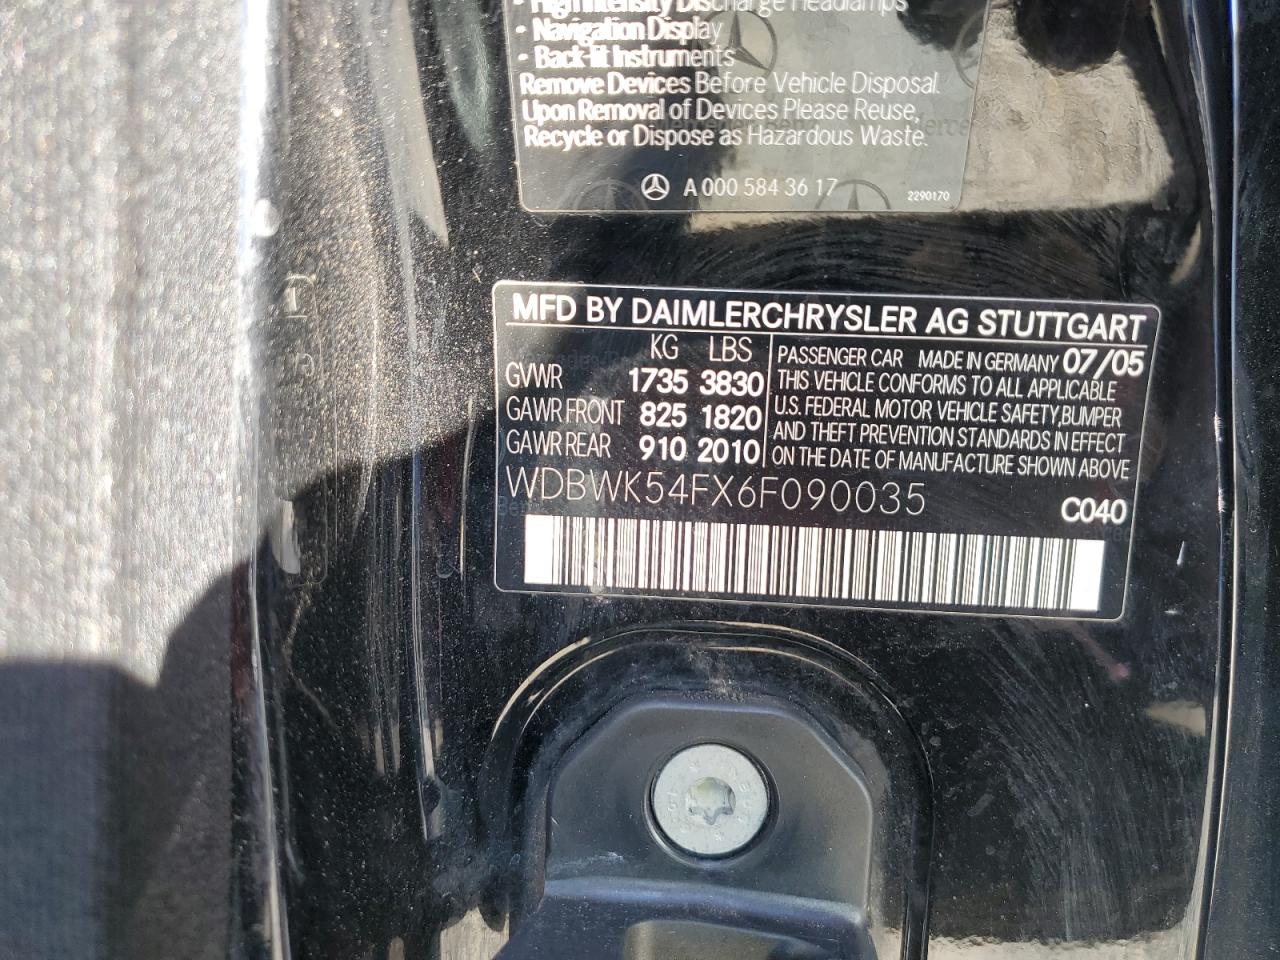 • High Intensity Discharge Headlamps
• Navigation Display
• Back-lit Instruments
Remove Devices Before Vehicle Disposal.
Upon Removal of Devices Please Reuse,
Recycle or Dispose as Hazardous Waste.
A 000 584 36 17 2290170
MFD BY DAIMLERCHRYSLER AG STUTTGART
KG LBS
GVWR 1735 3830
GAWR FRONT 825 1820
GAWR REAR 910 2010
PASSENGER CAR MADE IN GERMANY 07/05
THIS VEHICLE CONFORMS TO ALL APPLICABLE
U.S. FEDERAL MOTOR VEHICLE SAFETY, BUMPER
AND THEFT PREVENTION STANDARDS IN EFFECT
ON THE DATE OF MANUFACTURE SHOWN ABOVE
WDBWK54FX6F090035
C040